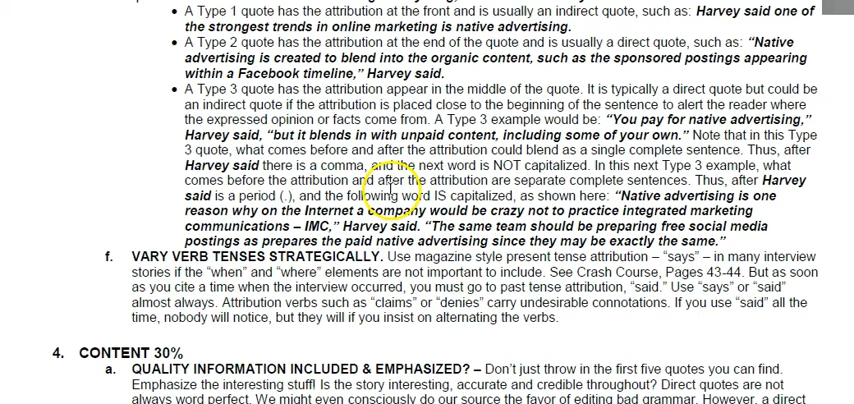 • A Type 1 quote has the attribution at the front and is usually an indirect quote, such as: Harvey said one of
the strongest trends in online marketing is native advertising.
• A Type 2 quote has the attribution at the end of the quote and is usually a direct quote, such as: “Native
advertising is created to blend into the organic content, such as the sponsored postings appearing
within a Facebook timeline,” Harvey said.
• A Type 3 quote has the attribution appear in the middle of the quote. It is typically a direct quote but could be
an indirect quote if the attribution is placed close to the beginning of the sentence to alert the reader where
the expressed opinion or facts come from. A Type 3 example would be: “You pay for native advertising,”
Harvey said, “but it blends in with unpaid content, including some of your own.” Note that in this Type
3 quote, what comes before and after the attribution could blend as a single complete sentence. Thus, after
Harvey said there is a comma, and the next word is NOT capitalized. In this next Type 3 example, what
comes before the attribution and after the attribution are separate complete sentences. Thus, after Harvey
said is a period (.), and the following word IS capitalized, as shown here: “Native advertising is one
reason why on the Internet a company would be crazy not to practice integrated marketing
communications – IMC,” Harvey said. “The same team should be preparing free social media
postings as prepares the paid native advertising since they may be exactly the same.”
f. VARY VERB TENSES STRATEGICALLY. Use magazine style present tense attribution – “says” – in many interview
stories if the “when” and “where” elements are not important to include. See Crash Course, Pages 43-44. But as soon
as you cite a time when the interview occurred, you must go to past tense attribution, “said.” Use “says” or “said”
almost always. Attribution verbs such as “claims” or “denies” carry undesirable connotations. If you use “said” all the
time, nobody will notice, but they will if you insist on alternating the verbs.
4. CONTENT 30%
a. QUALITY INFORMATION INCLUDED & EMPHASIZED? – Don’t just throw in the first five quotes you can find.
Emphasize the interesting stuff! Is the story interesting, accurate and credible throughout? Direct quotes are not
always word perfect. We might even consciously do our source the favor of editing bad grammar. However, a direct